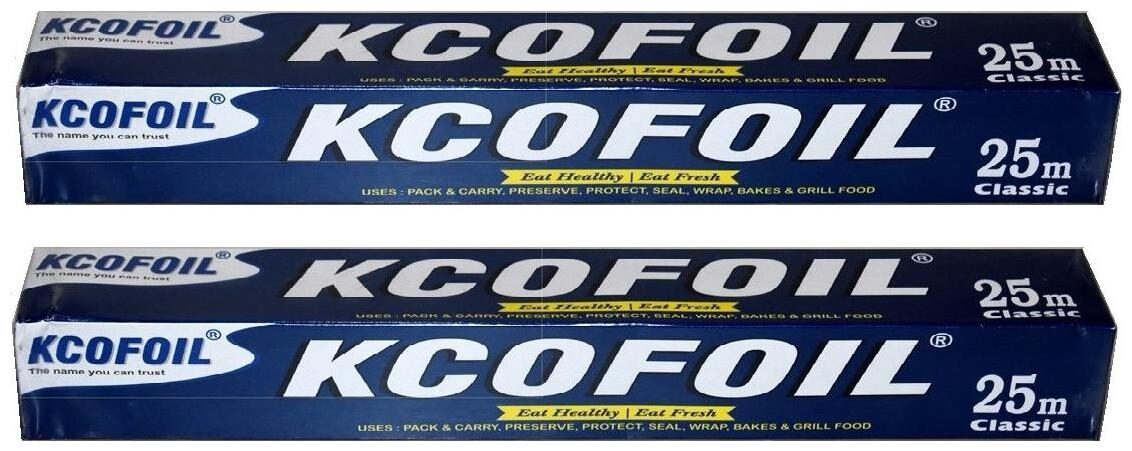 KCOFOIL®
The name you can trust
KCOFOIL®
Eat Healthy | Eat Fresh
USES : PACK & CARRY, PRESERVE, PROTECT, SEAL, WRAP, BAKES & GRILL FOOD
25m
Classic
KCOFOIL®
The name you can trust
KCOFOIL®
Eat Healthy | Eat Fresh
USES : PACK & CARRY, PRESERVE, PROTECT, SEAL, WRAP, BAKES & GRILL FOOD
25m
Classic
KCOFOIL®
The name you can trust
KCOFOIL®
Eat Healthy | Eat Fresh
USES : PACK & CARRY, PRESERVE, PROTECT, SEAL, WRAP, BAKES & GRILL FOOD
25m
Classic
KCOFOIL®
The name you can trust
KCOFOIL®
Eat Healthy | Eat Fresh
USES : PACK & CARRY, PRESERVE, PROTECT, SEAL, WRAP, BAKES & GRILL FOOD
25m
Classic